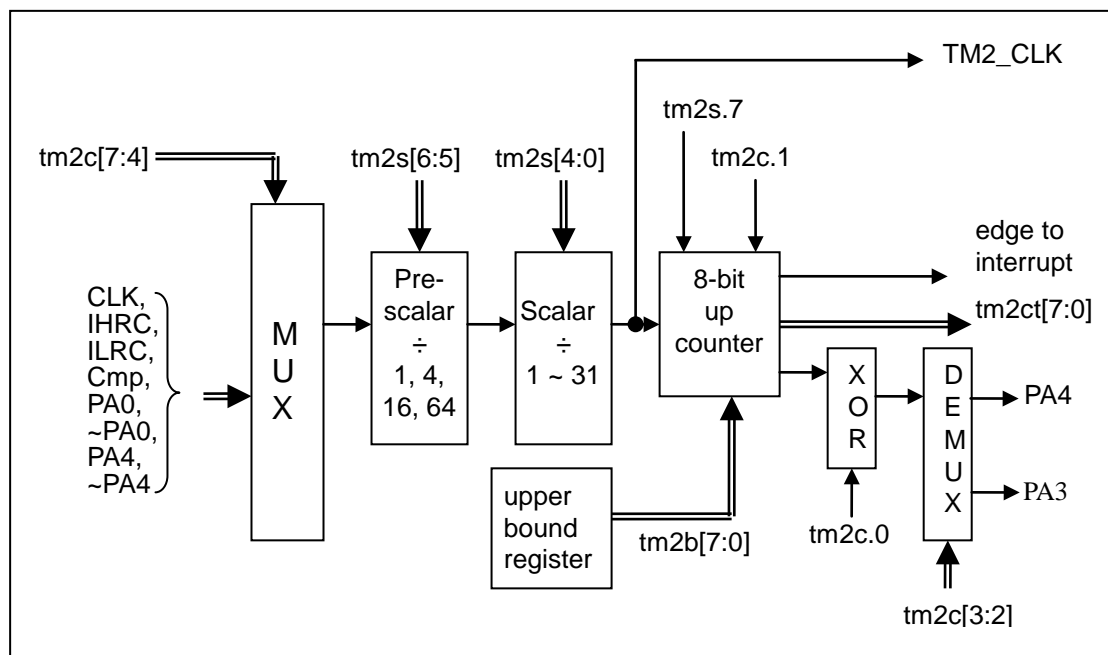 TM2_CLK
tm2s.7
tm2c[7:4]
tm2s[6:5]
tm2s[4:0]
tm2c.1
edge to
interrupt
CLK,
IHRC,
ILRC,
Cmp,
PA0,
~PA0,
PA4,
~PA4
M
U
X
Pre-
scalar
÷
1, 4,
16, 64
Scalar
÷
1 ~ 31
8-bit
up
counter
tm2ct[7:0]
X
O
R
D
E
M
U
X
PA4
PA3
upper
bound
register
tm2b[7:0]
tm2c.0
tm2c[3:2]